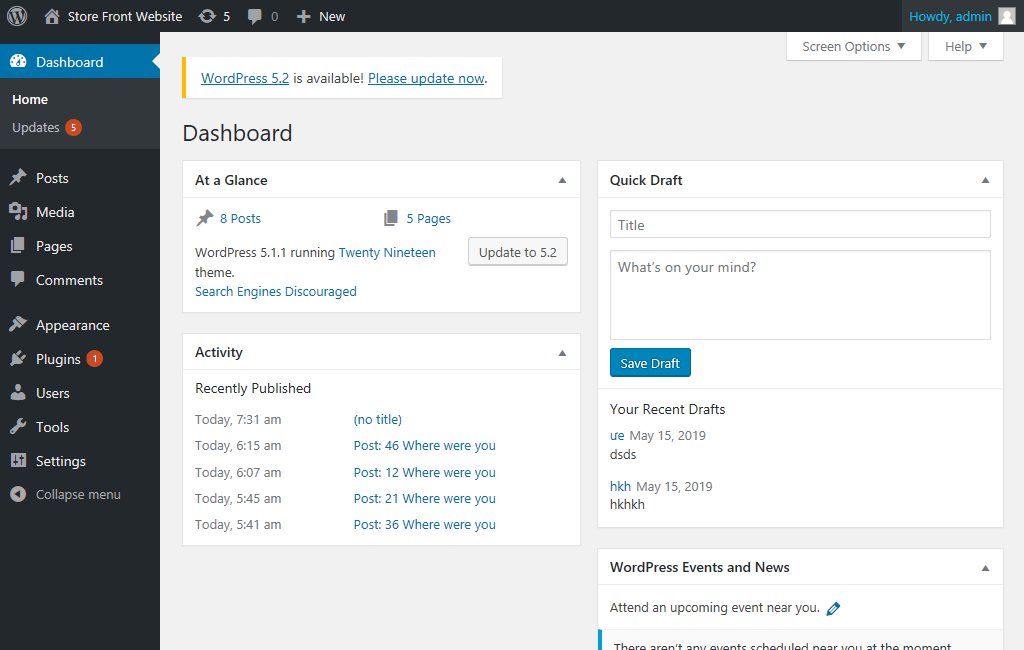 Store Front Website 5 0 New Howdy, admin
Dashboard
Home
Updates 5
Posts
Media
Pages
Comments
Appearance
Plugins 1
Users
Tools
Settings
Collapse menu
Screen Options Help
WordPress 5.2 is available! Please update now.
Dashboard
At a Glance
8 Posts 5 Pages
WordPress 5.1.1 running Twenty Nineteen
theme.
Update to 5.2
Search Engines Discouraged
Activity
Recently Published
Today, 7:31 am (no title)
Today, 6:15 am Post: 46 Where were you
Today, 6:07 am Post: 12 Where were you
Today, 5:45 am Post: 21 Where were you
Today, 5:41 am Post: 36 Where were you
Quick Draft
Title
What's on your mind?
Save Draft
Your Recent Drafts
ưe May 15, 2019
dsds
hkh May 15, 2019
hkhkh
WordPress Events and News
Attend an upcoming event near you.
There aren't any events scheduled near you at the moment.